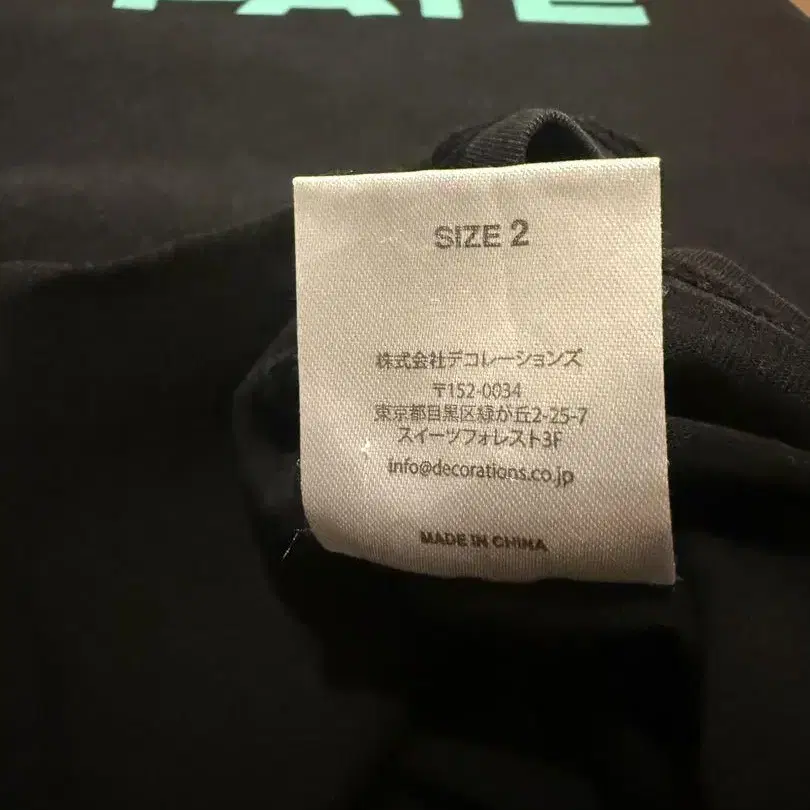 SIZE 2
株式会社デコレーションズ
〒152-0034
東京都目黒区緑が丘2-25-7
スイーツフォレスト3F
info@decorations.co.jp
MADE IN CHINA